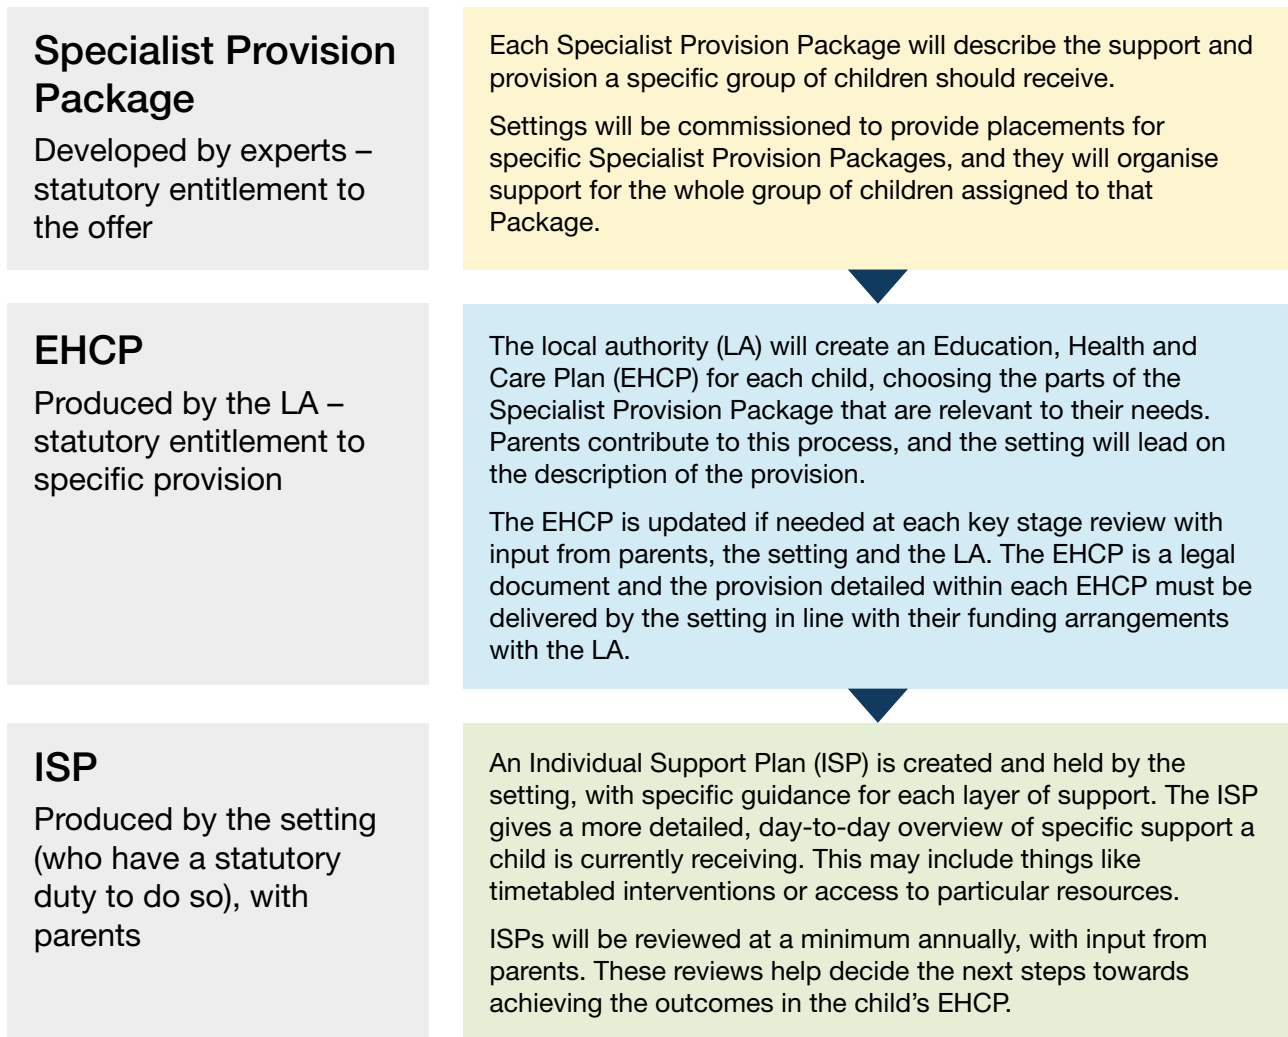 Specialist Provision
Package
Developed by experts –
statutory entitlement to
the offer
Each Specialist Provision Package will describe the support and
provision a specific group of children should receive.
Settings will be commissioned to provide placements for
specific Specialist Provision Packages, and they will organise
support for the whole group of children assigned to that
Package.
EHCP
Produced by the LA –
statutory entitlement to
specific provision
The local authority (LA) will create an Education, Health and
Care Plan (EHCP) for each child, choosing the parts of the
Specialist Provision Package that are relevant to their needs.
Parents contribute to this process, and the setting will lead on
the description of the provision.
The EHCP is updated if needed at each key stage review with
input from parents, the setting and the LA. The EHCP is a legal
document and the provision detailed within each EHCP must be
delivered by the setting in line with their funding arrangements
with the LA.
ISP
Produced by the setting
(who have a statutory
duty to do so), with
parents
An Individual Support Plan (ISP) is created and held by the
setting, with specific guidance for each layer of support. The ISP
gives a more detailed, day-to-day overview of specific support a
child is currently receiving. This may include things like
timetabled interventions or access to particular resources.
ISPs will be reviewed at a minimum annually, with input from
parents. These reviews help decide the next steps towards
achieving the outcomes in the child’s EHCP.